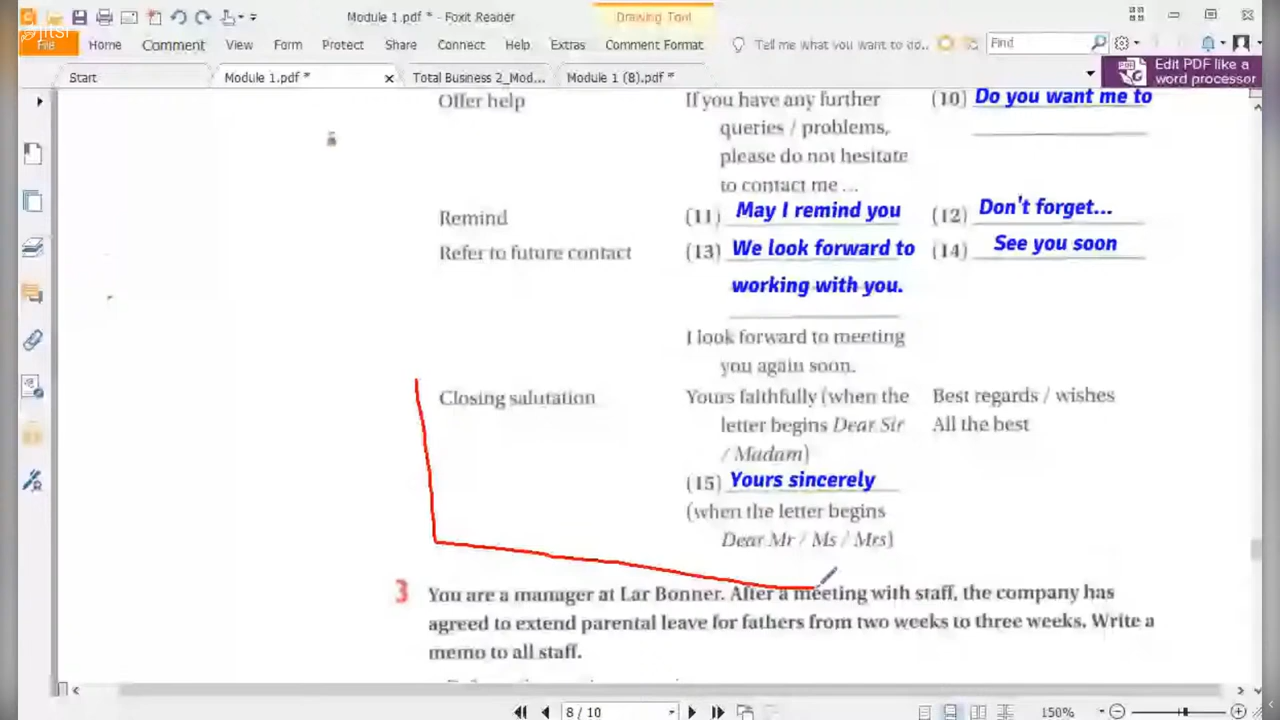 Module 1.pdf * - Foxit Reader
Drawing Tool
Jitsi
File Home Comment View Form Protect Share Connect Help Extras Comment Format Tell me what you want to do.. Find
Start Module 1.pdf * Total Business 2_Mod... Module 1 (8).pdf * Edit PDF like a
word processor
Offer help If you have any further (10) Do you want me to
queries / problems,
please do not hesitate
to contact me ...
Remind (11) May I remind you (12) Don't forget...
Refer to future contact (13) We look forward to (14) See you soon
working with you.
I look forward to meeting
you again soon.
Closing salutation Yours faithfully (when the Best regards / wishes
letter begins Dear Sir All the best
/ Madam)
(15) Yours sincerely
(when the letter begins
Dear Mr / Ms / Mrs)
3 You are a manager at Lar Bonner. After a meeting with staff, the company has
agreed to extend parental leave for fathers from two weeks to three weeks. Write a
memo to all staff.
8 / 10 150%